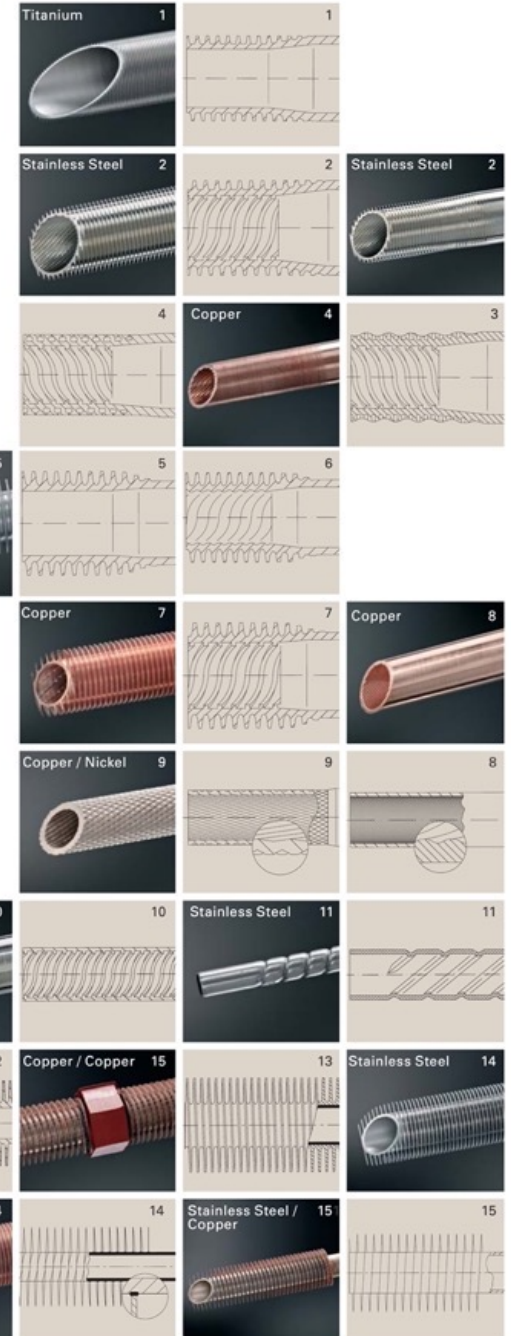 Titanium 1
1
Stainless Steel 2
2
Stainless Steel 2
4
Copper 4
3
5
6
Copper 7
7
Copper 8
Copper / Nickel 9
9
8
10
Stainless Steel 11
11
Copper / Copper 15
13
Stainless Steel 14
14
Stainless Steel /
Copper 15
15